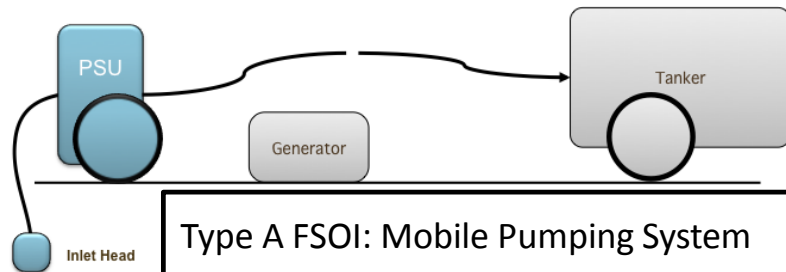 PSU
Tanker
Generator
Inlet Head
Type A FSOI: Mobile Pumping System